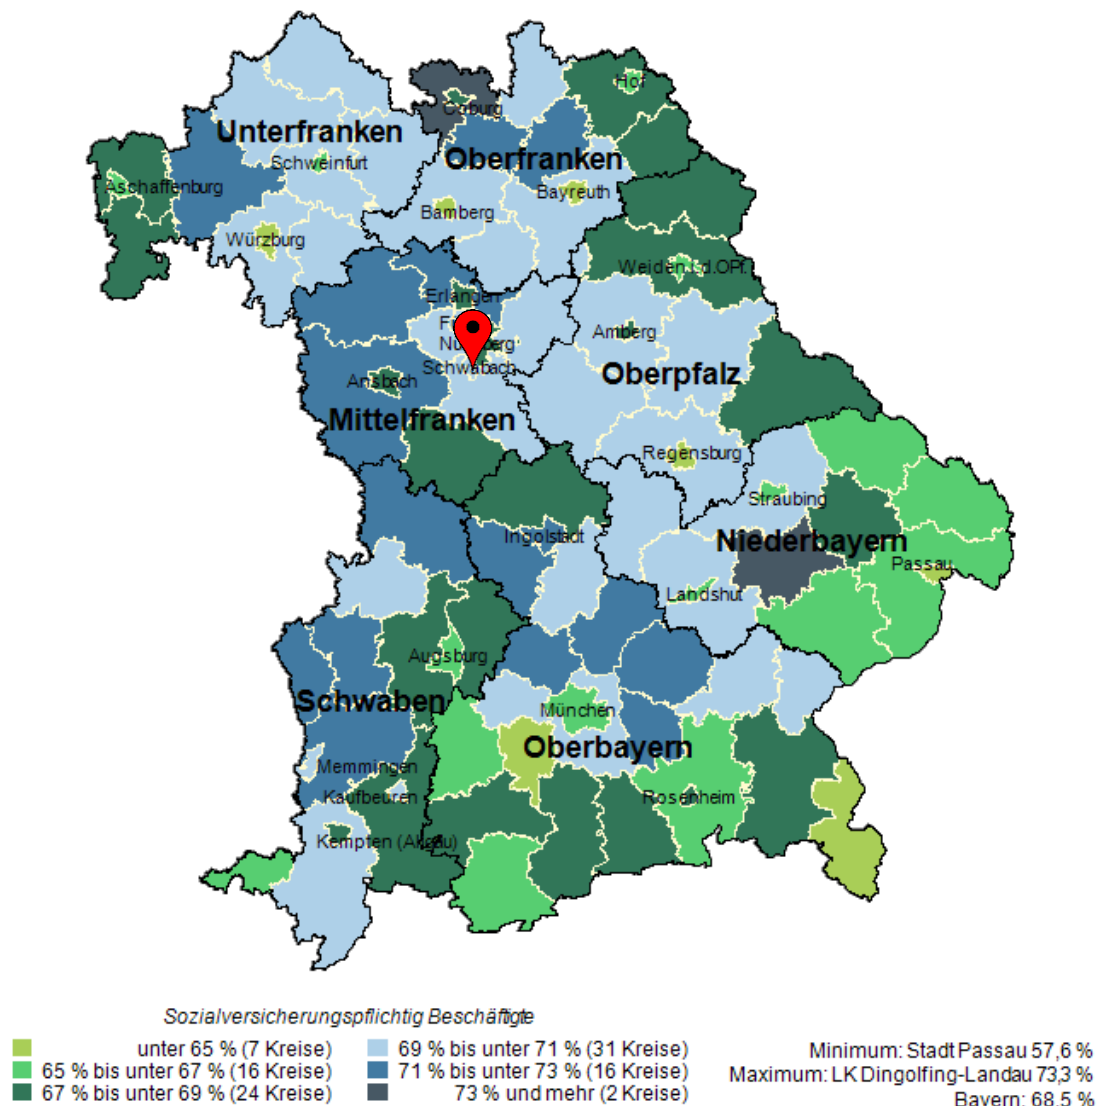 Hof
Coburg
Unterfranken
Oberfranken
Schweinfurt
Aschaffenburg
Bayreuth
Bamberg
Würzburg
Weiden i.d.OPf.
Erlangen
Amberg
Schwabach
Oberpfalz
Ansbach
Mittelfranken
Regensburg
Straubing
Ingolstadt
Niederbayern
Passau
Landshut
Augsburg
Schwaben
München
Oberbayern
Memmingen
Kaufbeuren
Rosenheim
Kempten (Allgäu)
Sozialversicherungspflichtig Beschäftigte
unter 65 % (7 Kreise)
65 % bis unter 67 % (16 Kreise)
67 % bis unter 69 % (24 Kreise)
69 % bis unter 71 % (31 Kreise)
71 % bis unter 73 % (16 Kreise)
73 % und mehr (2 Kreise)
Minimum: Stadt Passau 57,6 %
Maximum: LK Dingolfing-Landau 73,3 %
Bayern: 68,5 %